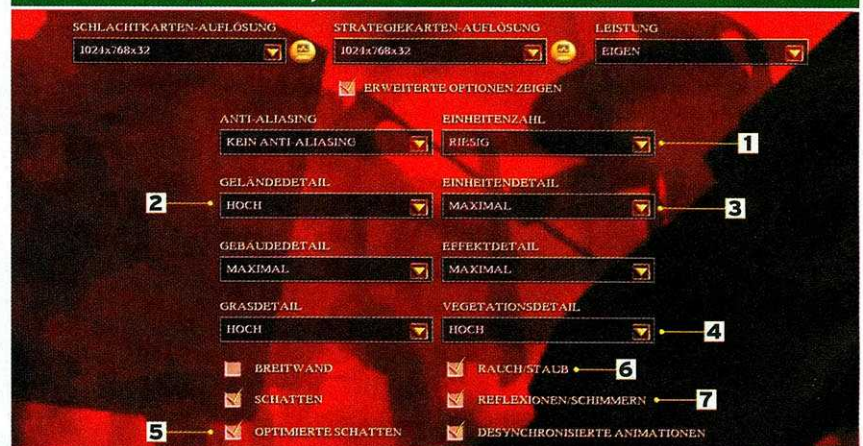 SCHLACHTKARTEN-AUFLÖSUNG STRATEGIEKARTEN-AUFLÖSUNG LEISTUNG
1024x768x32 1024x768x32 EIGEN
ERWEITERTE OPTIONEN ZEIGEN
ANTI-ALIASING EINHEITENZAHL
KEIN ANTI-ALIASING RIESIG 1
GELÄNDEDETAIL EINHEITENDETAIL
2 HOCH MAXIMAL 3
GEBÄUDEDETAIL EFFEKTDETAIL
MAXIMAL MAXIMAL
GRASDETAIL VEGETATIONSDETAIL
HOCH HOCH 4
BREITWAND RAUCH/STAUB 6
SCHATTEN REFLEXIONEN/SCHIMMERN 7
5 OPTIMIERTE SCHATTEN DESYNCHRONISIERTE ANIMATIONEN